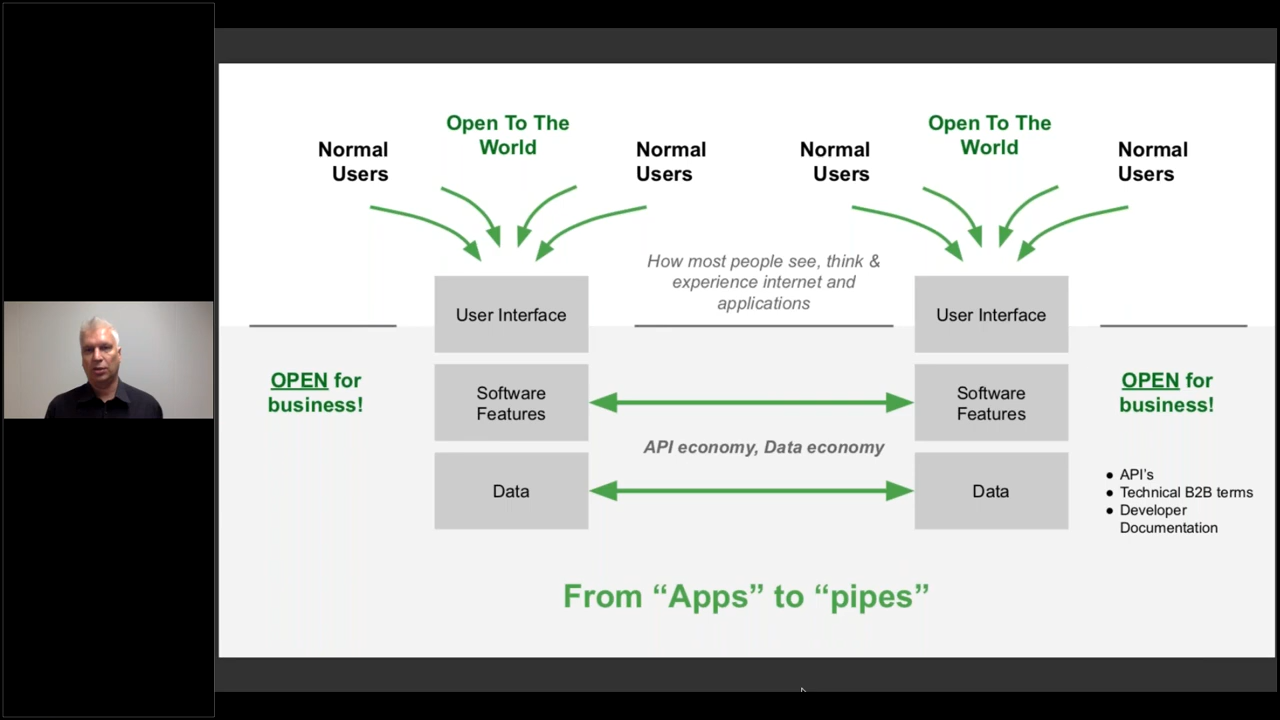 Open To The
World
Normal
Users
Normal
Users
Open To The
World
Normal
Users
Normal
Users
How most people see, think &
experience internet and
applications
User Interface
User Interface
OPEN for
business!
Software
Features
Software
Features
OPEN for
business!
API economy, Data economy
Data
Data
● API's
● Technical B2B terms
● Developer
Documentation
From “Apps” to “pipes”